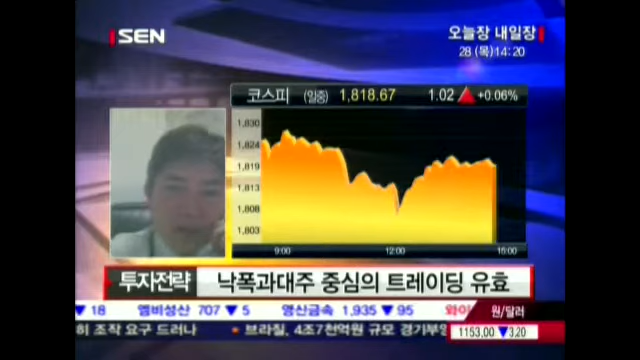 SEN
오늘장 내일장
28 (목)14:20
코스피 (일중) 1,818.67 1.02 ▲ +0.06%
1,830
1,824
1,819
1,813
1,808
1,803
9:00 12:00 15:00
투자전략 낙폭과대주 중심의 트레이딩 유효
▼ 18 엠비성산 707 ▼ 5 영신금속 1,935 ▼ 95 와이 원/달러
히 조작 요구 드러나 ▶ 브라질, 4조7천억원 규모 경기부양 1153.00 ▼3.20